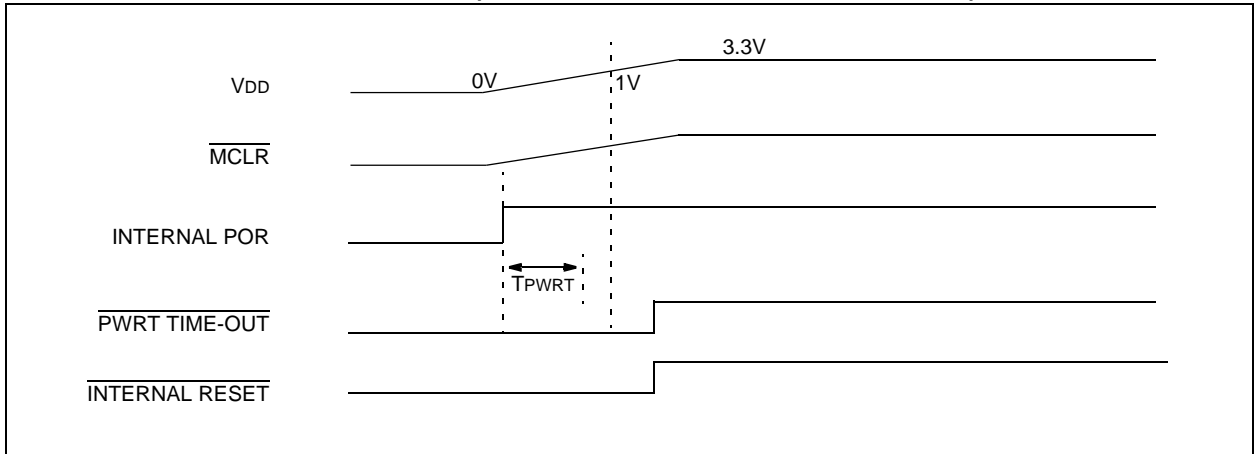 3.3V
0V
1V
VDD
MCLR
INTERNAL POR
TPWRT
PWRT TIME-OUT
INTERNAL RESET